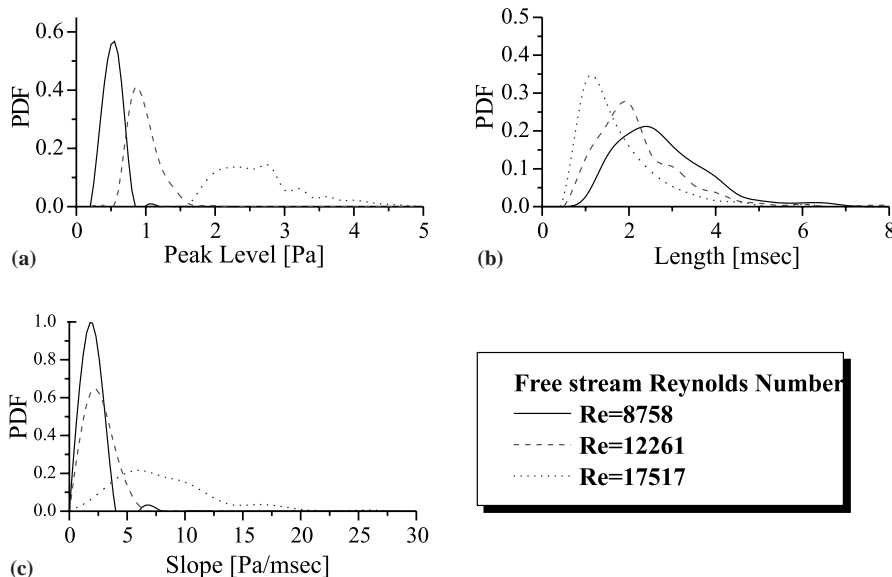 0.6
0.4
0.2
0.0
PDF
0 1 2 3 4 5
(a) Peak Level [Pa]
0.5
0.4
0.3
0.2
0.1
0.0
PDF
0 2 4 6 8
(b) Length [msec]
1.0
0.8
0.6
0.4
0.2
0.0
PDF
0 5 10 15 20 25 30
(c) Slope [Pa/msec]
Free stream Reynolds Number
Re=8758
Re=12261
Re=17517